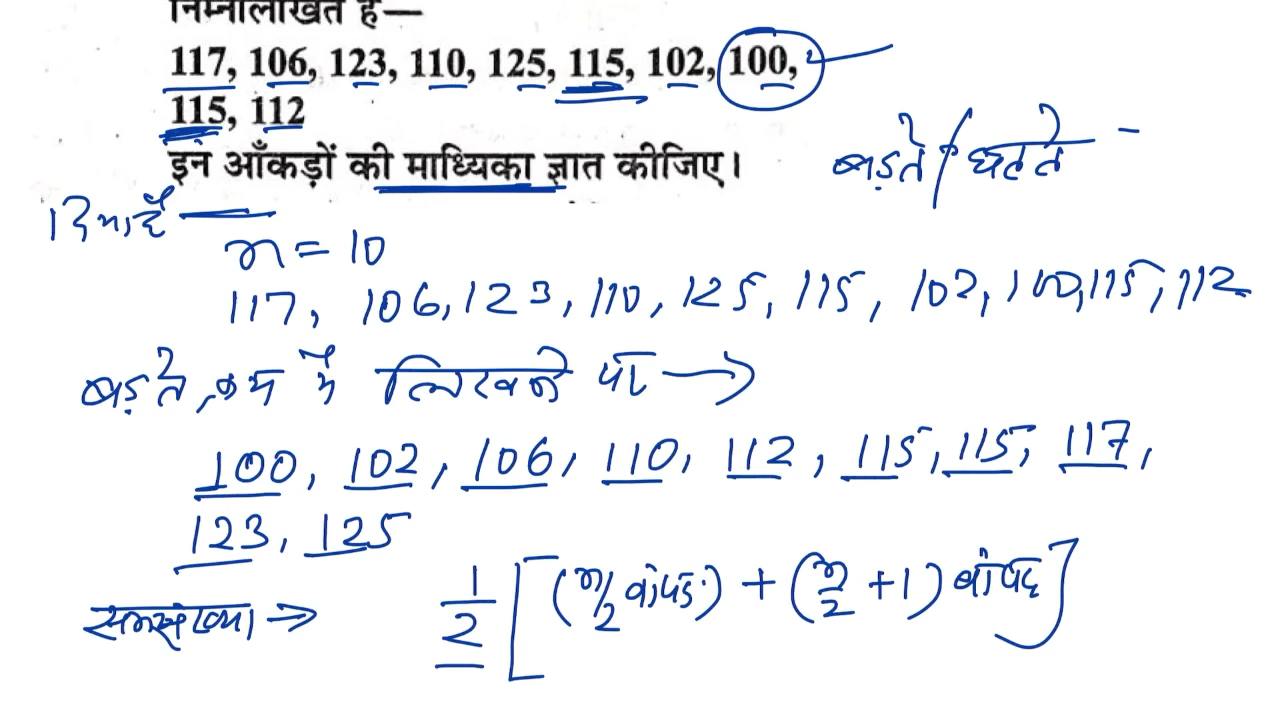 निम्नलिखित हैं—
117, 106, 123, 110, 125, 115, 102, 100,
115, 112
इन आँकड़ों की माध्यिका ज्ञात कीजिए।
बड़ते / घटते -
दिया है —
n = 10
117, 106, 123, 110, 125, 115, 102, 100, 115, 112
बड़ते क्रम में लिखने पर →
100, 102, 106, 110, 112, 115, 115, 117,
123, 125
समसंख्या → 1/2 [(n/2 वां पद) + (n/2 + 1) वां पद]